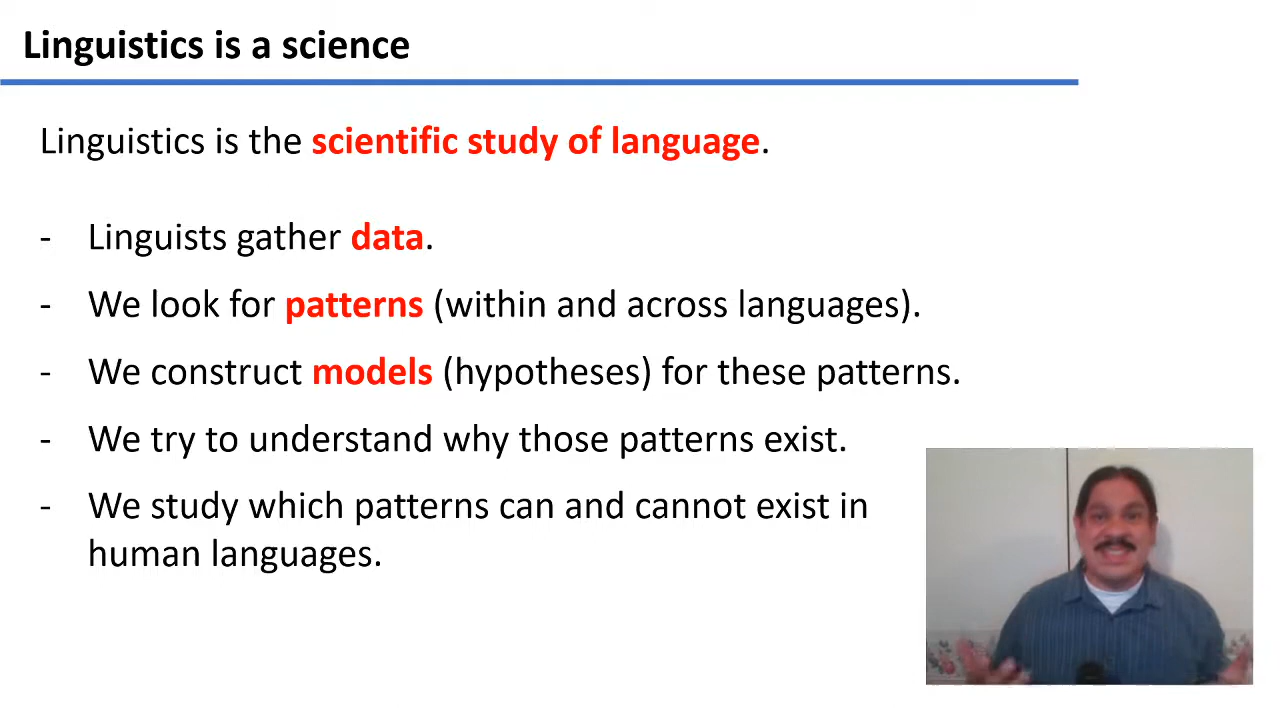 Linguistics is a science
Linguistics is the scientific study of language.
- Linguists gather data.
- We look for patterns (within and across languages).
- We construct models (hypotheses) for these patterns.
- We try to understand why those patterns exist.
- We study which patterns can and cannot exist in
human languages.